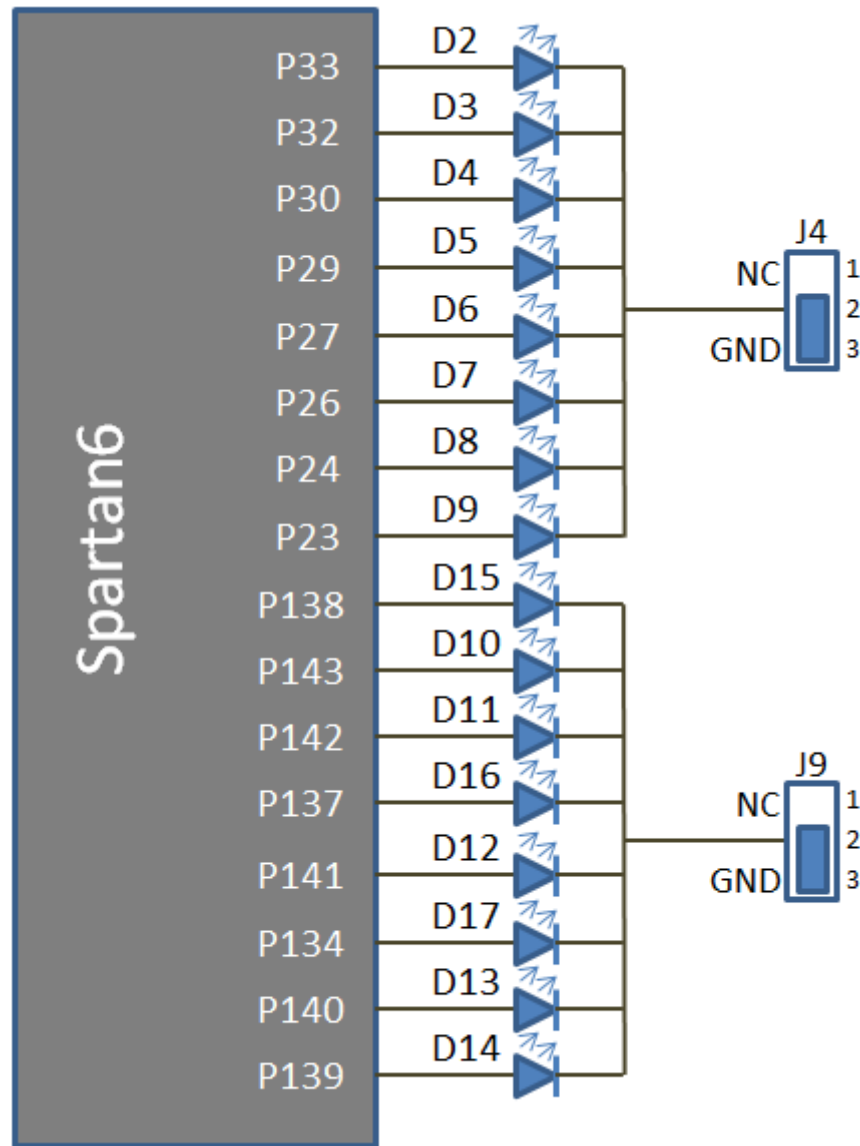 Spartan6
P33 D2
P32 D3
P30 D4
P29 D5
P27 D6
P26 D7
P24 D8
P23 D9
P138 D15
P143 D10
P142 D11
P137 D16
P141 D12
P134 D17
P140 D13
P139 D14
J4
NC 1
2
GND 3
J9
NC 1
2
GND 3